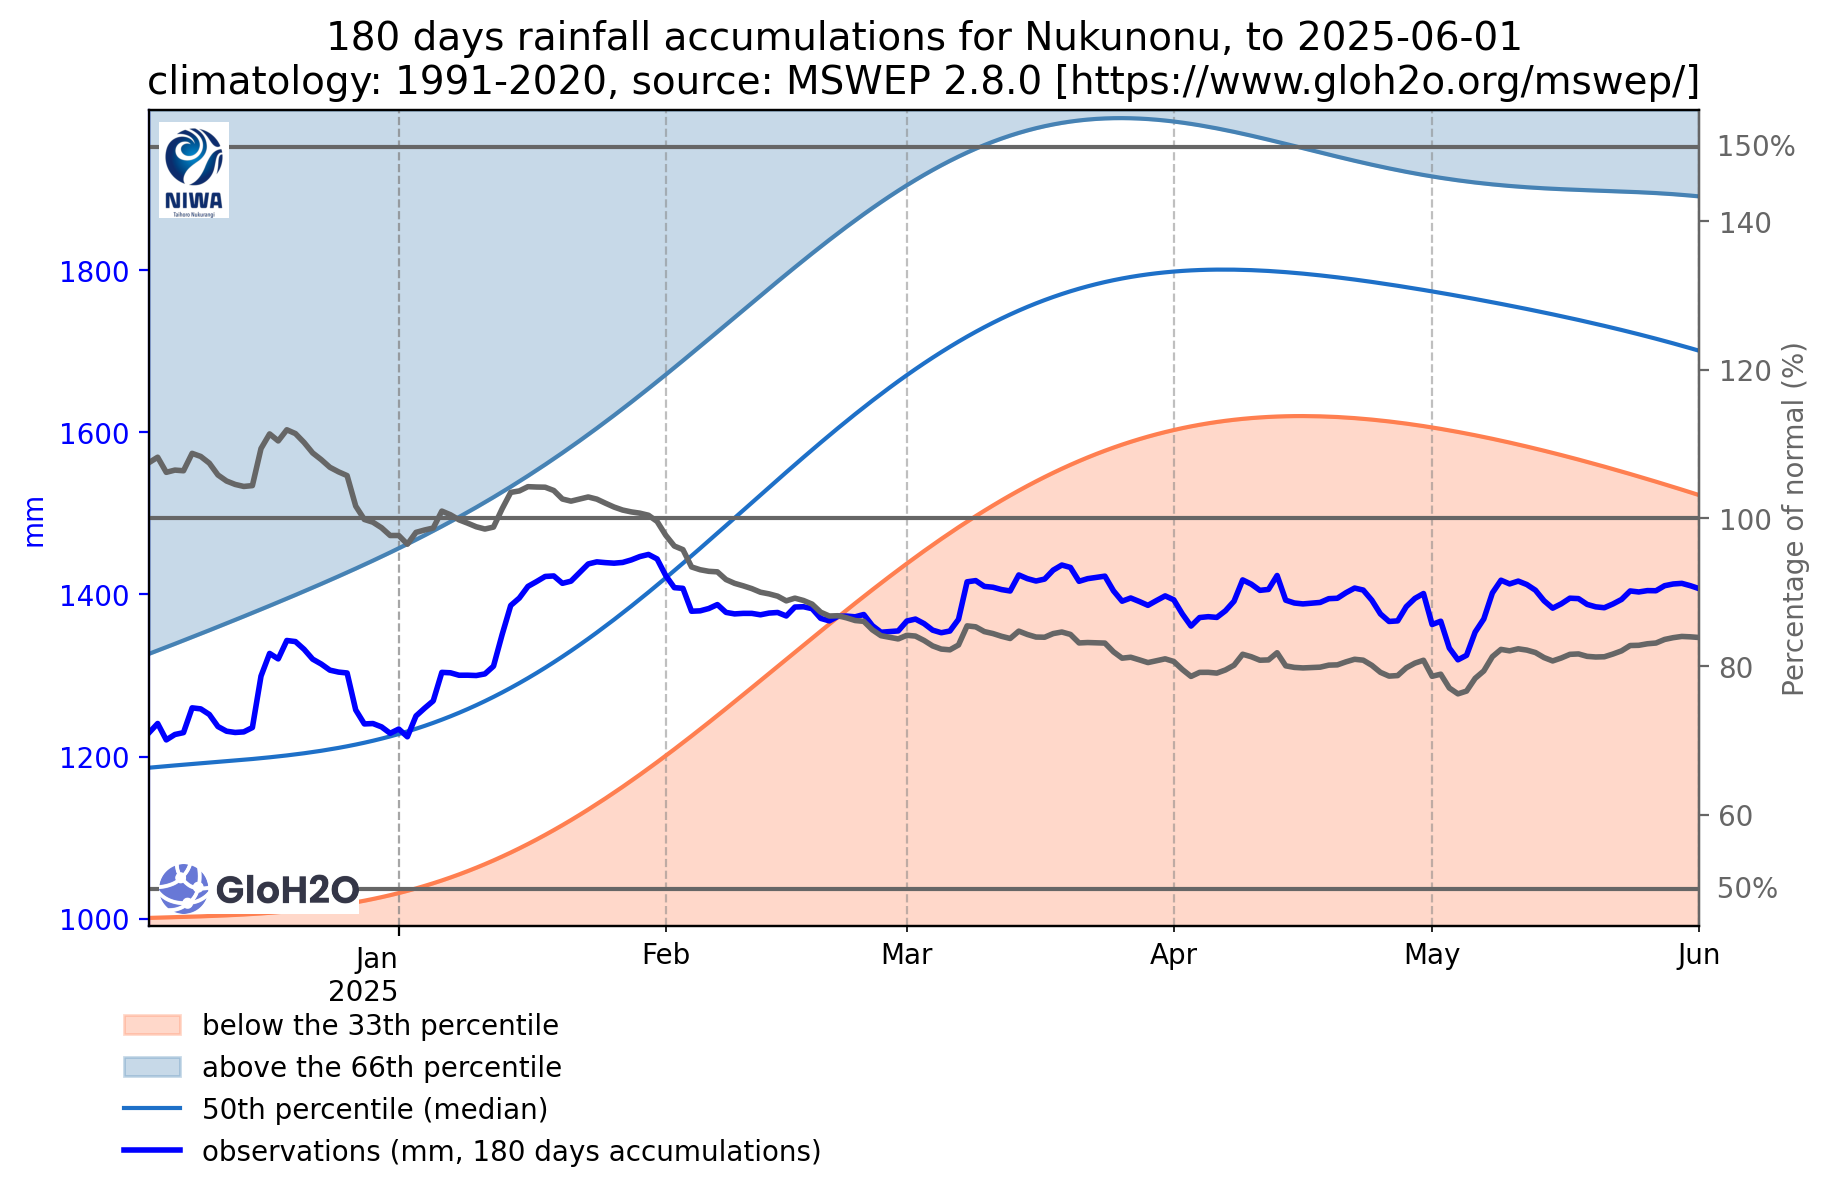 180 days rainfall accumulations for Nukunonu, to 2025-06-01
climatology: 1991-2020, source: MSWEP 2.8.0 [https://www.gloh2o.org/mswep/]
NIWA
Taihoro Nukurangi
150%
140
1800
120
1600
100
mm
Percentage of normal (%)
1400
80
1200
60
50%
GloH2O
1000
Jan
2025
Feb
Mar
Apr
May
Jun
below the 33th percentile
above the 66th percentile
50th percentile (median)
observations (mm, 180 days accumulations)